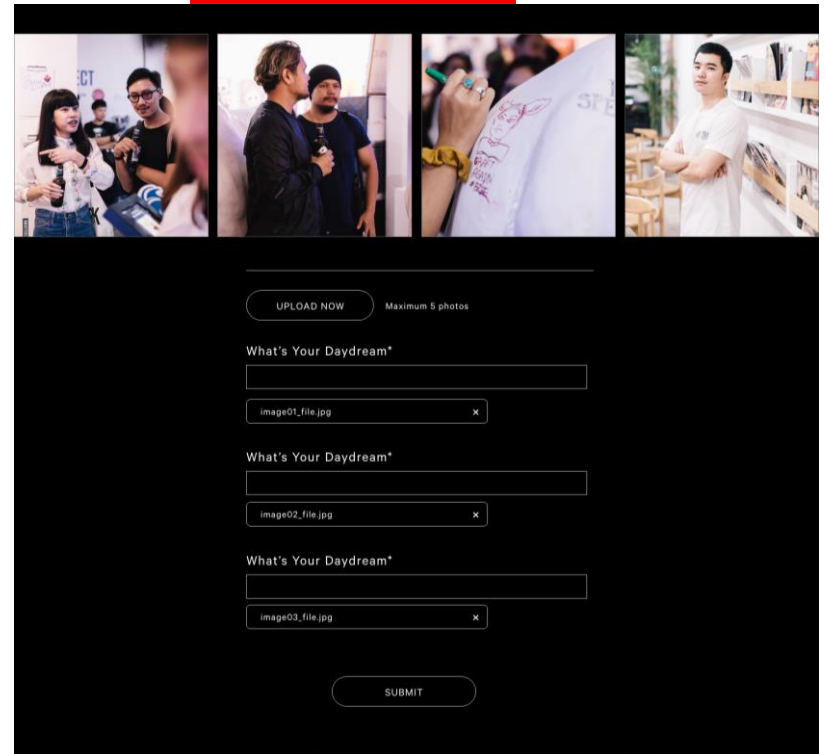 ECT
UPLOAD NOW
Maximum 5 photos
What's Your Daydream*
image01_file.jpg ×
What's Your Daydream*
image02_file.jpg ×
What's Your Daydream*
image03_file.jpg ×
SUBMIT